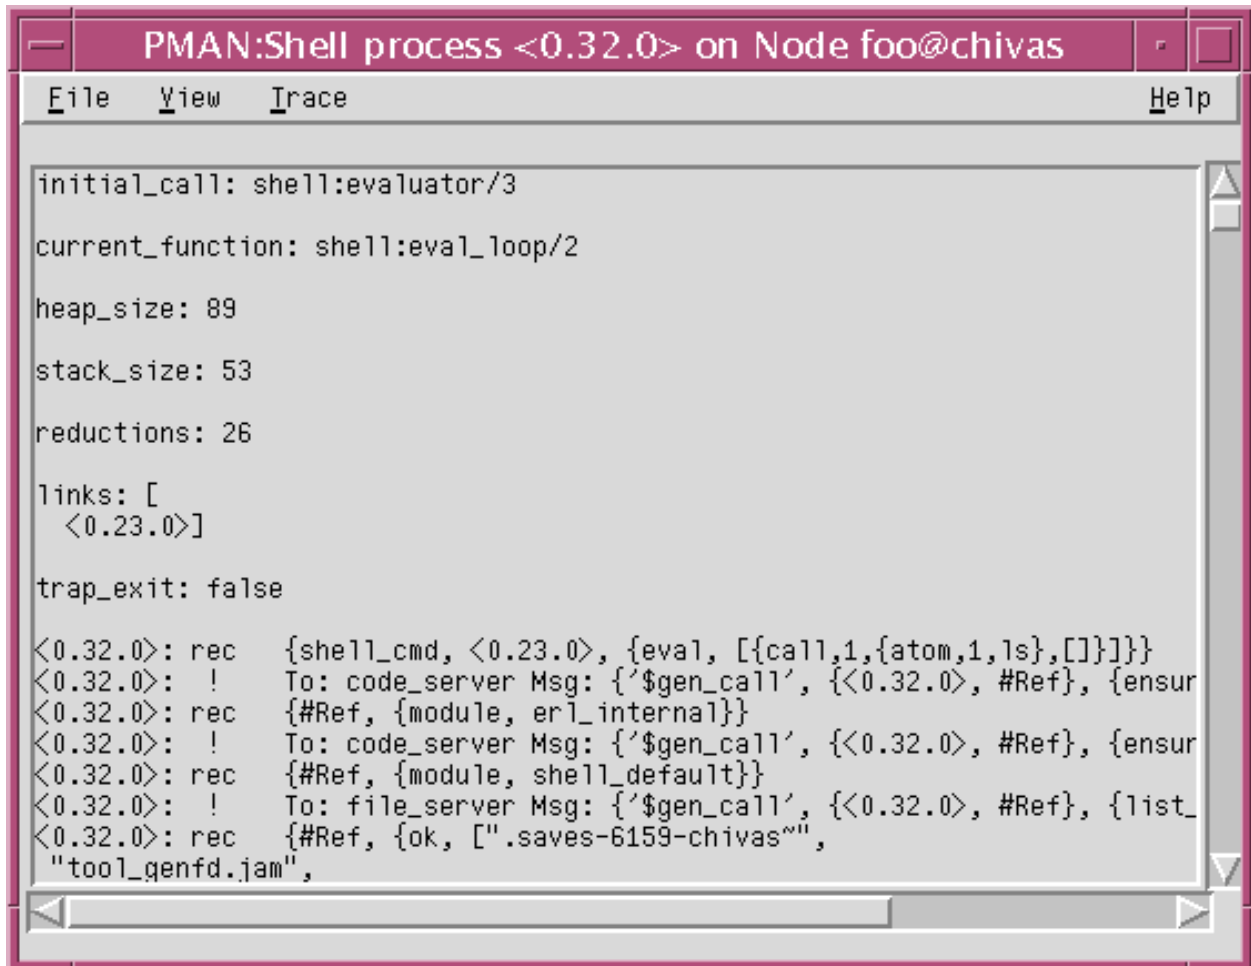 PMAN:Shell process <0.32.0> on Node foo@chivas
File View Trace Help
initial_call: shell:evaluator/3
current_function: shell:eval_loop/2
heap_size: 89
stack_size: 53
reductions: 26
links: [
<0.23.0>]
trap_exit: false
<0.32.0>: rec {shell_cmd, <0.23.0>, {eval, [{call,1,{atom,1,ls},[]}]}}
<0.32.0>: ! To: code_server Msg: {'$gen_call', {<0.32.0>, #Ref}, {ensur
<0.32.0>: rec {#Ref, {module, erl_internal}}
<0.32.0>: ! To: code_server Msg: {'$gen_call', {<0.32.0>, #Ref}, {ensur
<0.32.0>: rec {#Ref, {module, shell_default}}
<0.32.0>: ! To: file_server Msg: {'$gen_call', {<0.32.0>, #Ref}, {list_
<0.32.0>: rec {#Ref, {ok, [".saves-6159-chivas~",
"tool_genfd.jam",